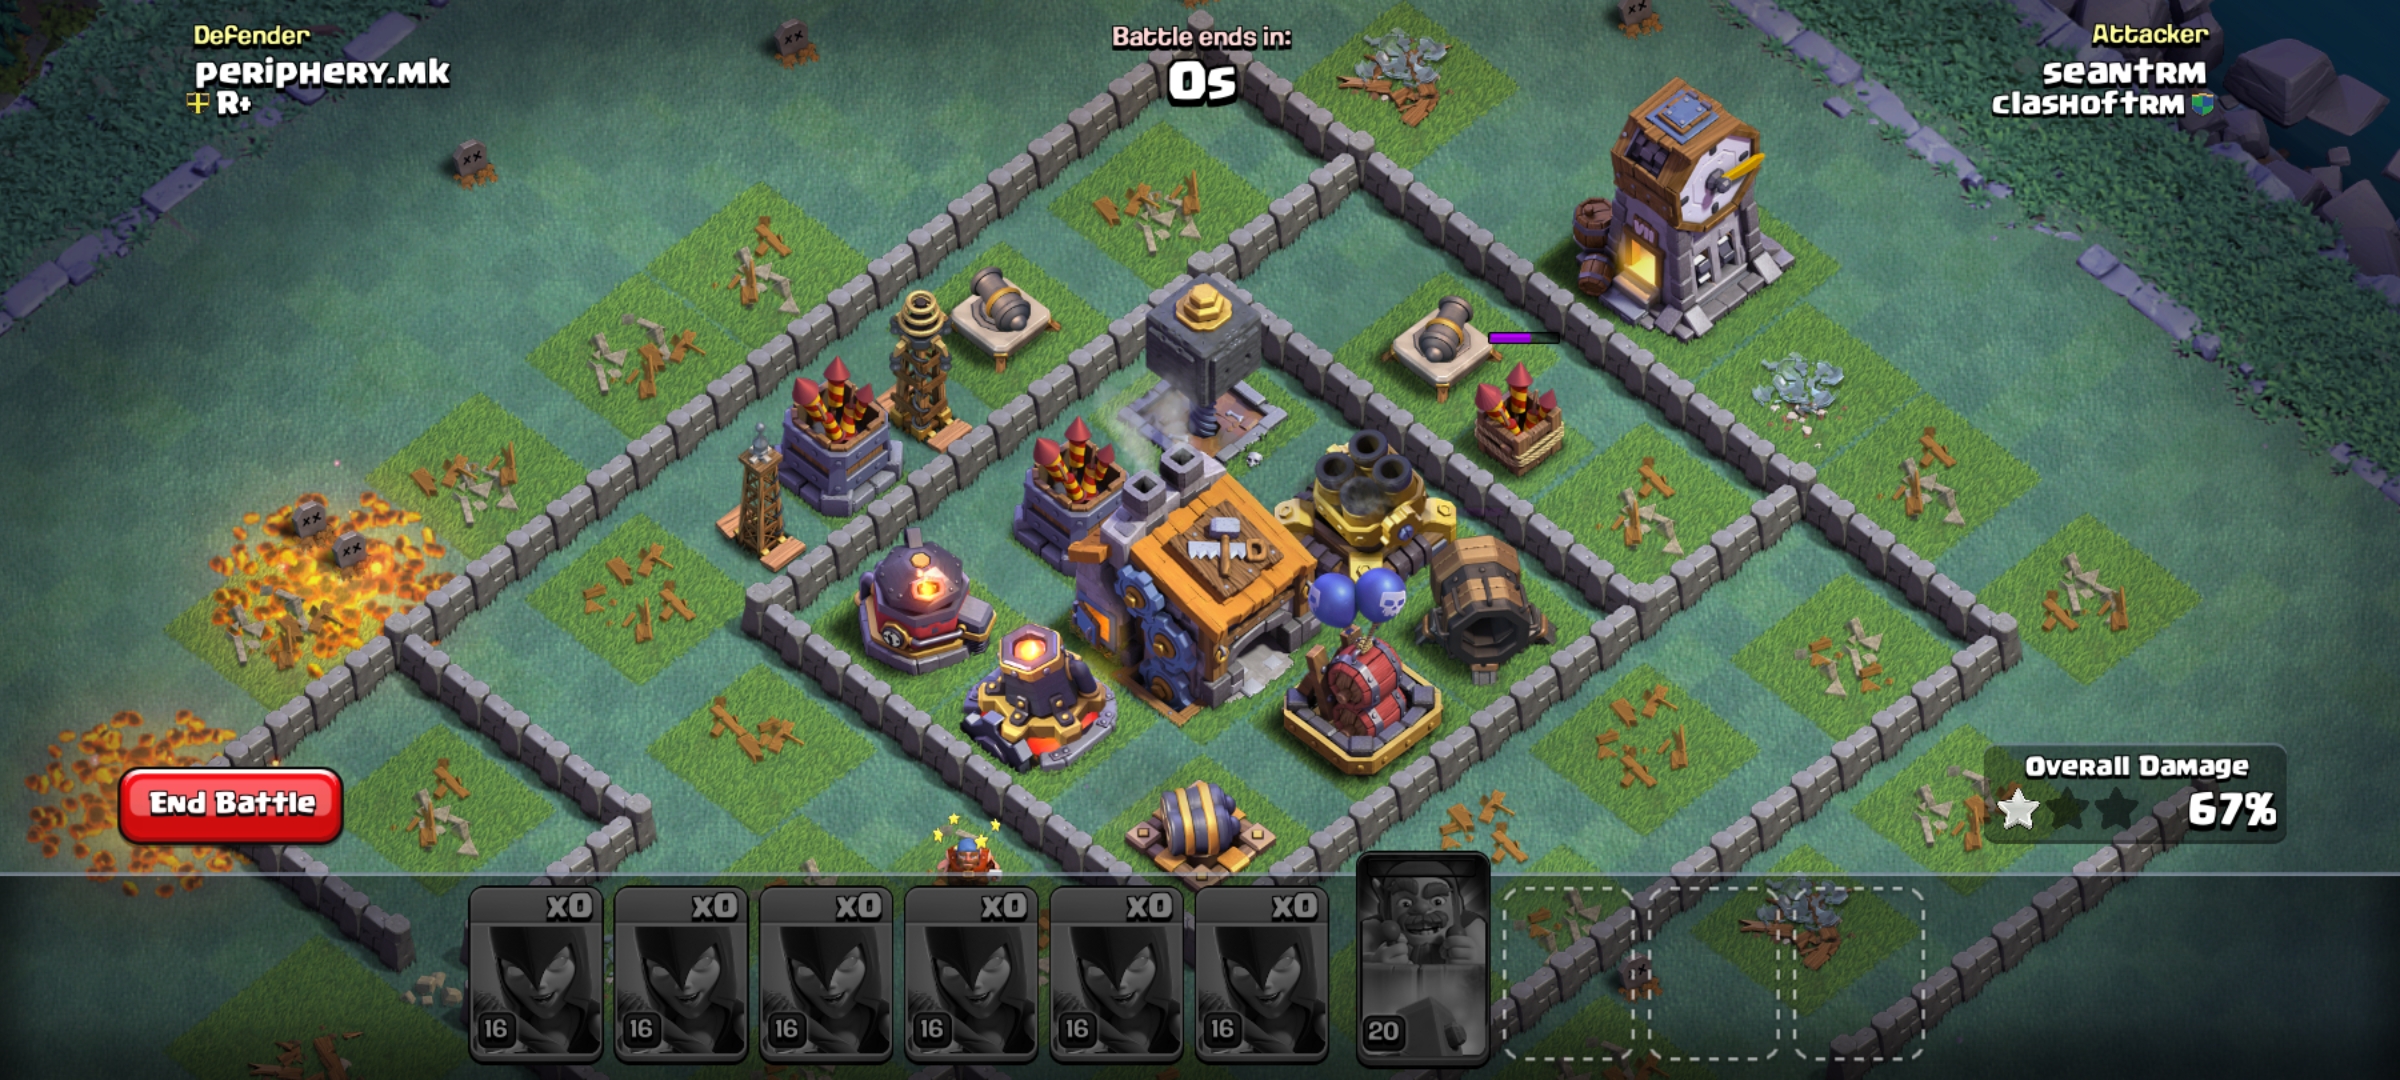 Defender
periphery.mk
R+
Battle ends in:
0s
Attacker
seantrm
clashoftrm
VII
End Battle
Overall Damage
67%
x0
x0
x0
x0
x0
x0
16
16
16
16
16
16
20